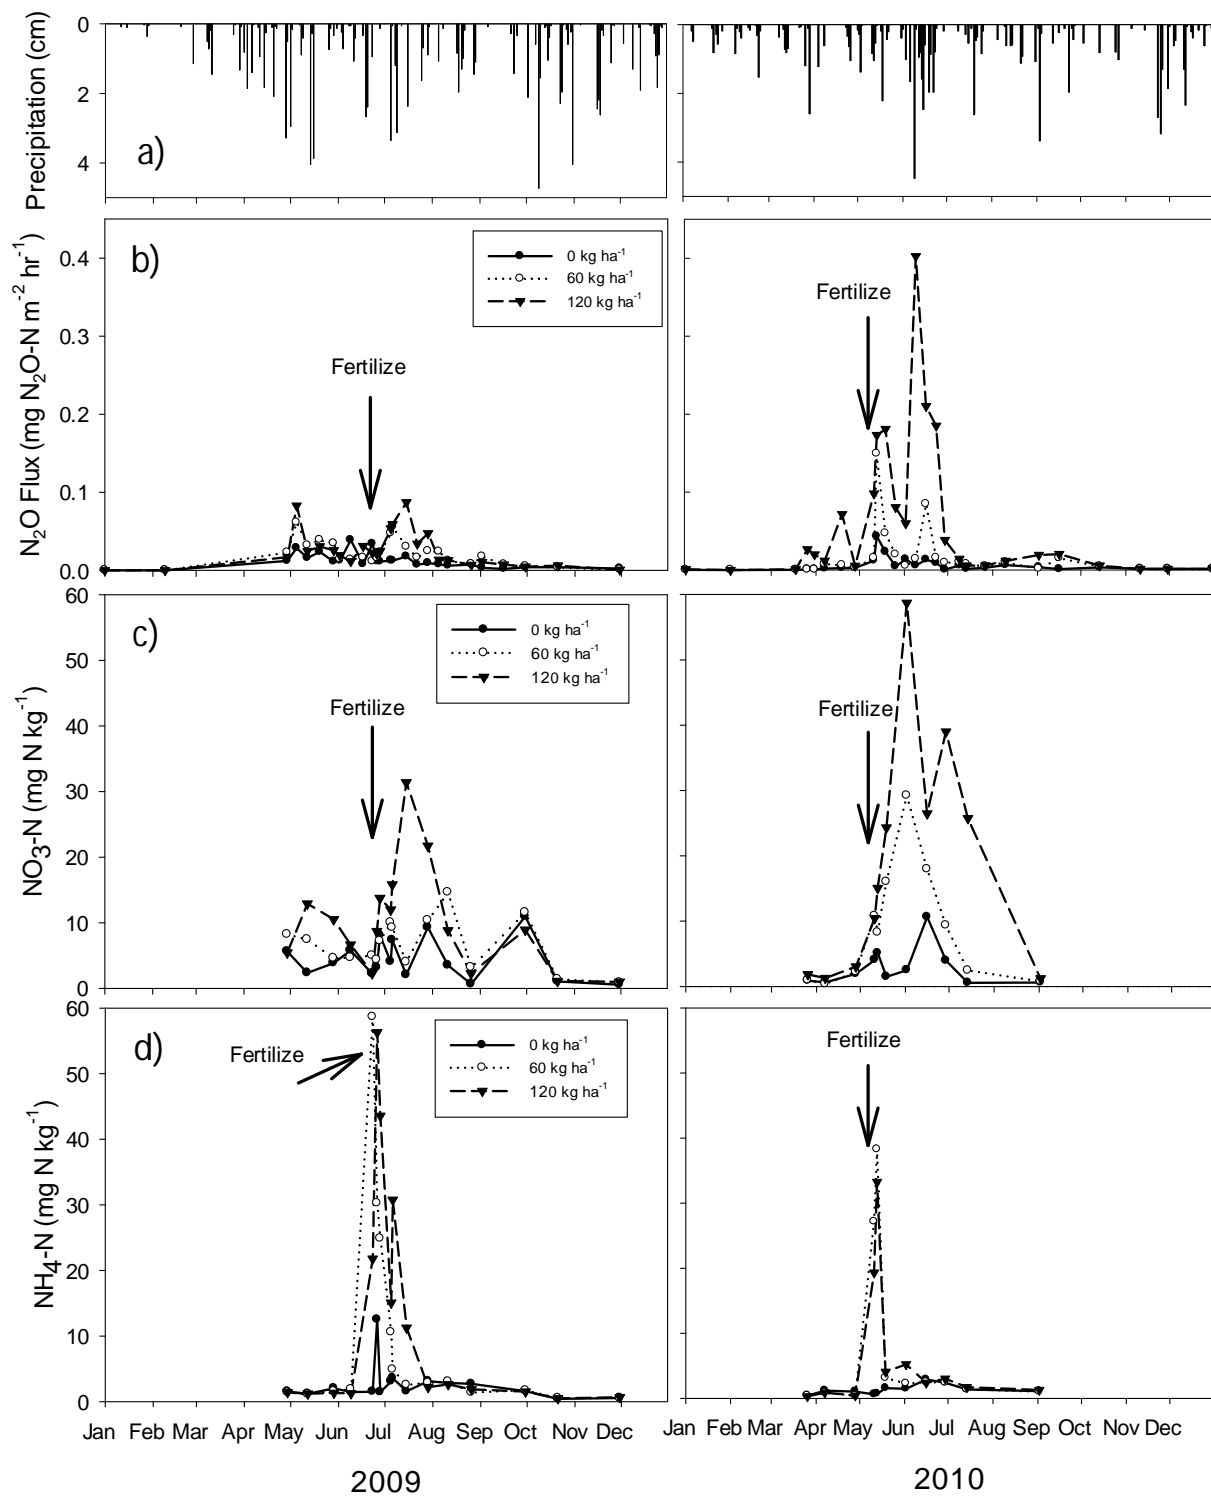 Precipitation (cm)
0
2
4
a)
N₂O Flux (mg N₂O-N m⁻² hr⁻¹)
0.4
0.3
0.2
0.1
0.0
b)
0 kg ha⁻¹
60 kg ha⁻¹
120 kg ha⁻¹
Fertilize
Fertilize
NO₃-N (mg N kg⁻¹)
60
50
40
30
20
10
0
c)
0 kg ha⁻¹
60 kg ha⁻¹
120 kg ha⁻¹
Fertilize
Fertilize
NH₄-N (mg N kg⁻¹)
60
50
40
30
20
10
0
d)
0 kg ha⁻¹
60 kg ha⁻¹
120 kg ha⁻¹
Fertilize
Fertilize
Jan Feb Mar Apr May Jun Jul Aug Sep Oct Nov Dec
Jan Feb Mar Apr May Jun Jul Aug Sep Oct Nov Dec
2009
2010